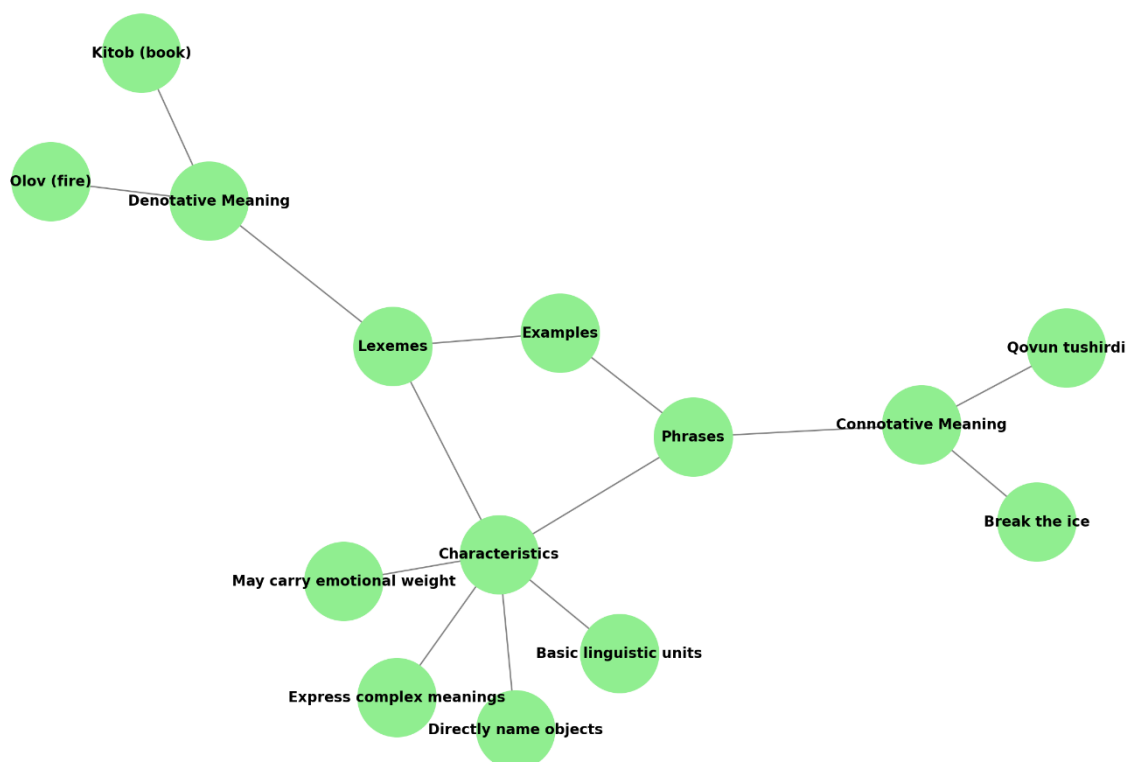 Kitob (book)
Olov (fire)
Denotative Meaning
Lexemes
Examples
Qovun tushirdi
Phrases
Connotative Meaning
Break the ice
Characteristics
May carry emotional weight
Basic linguistic units
Express complex meanings
Directly name objects